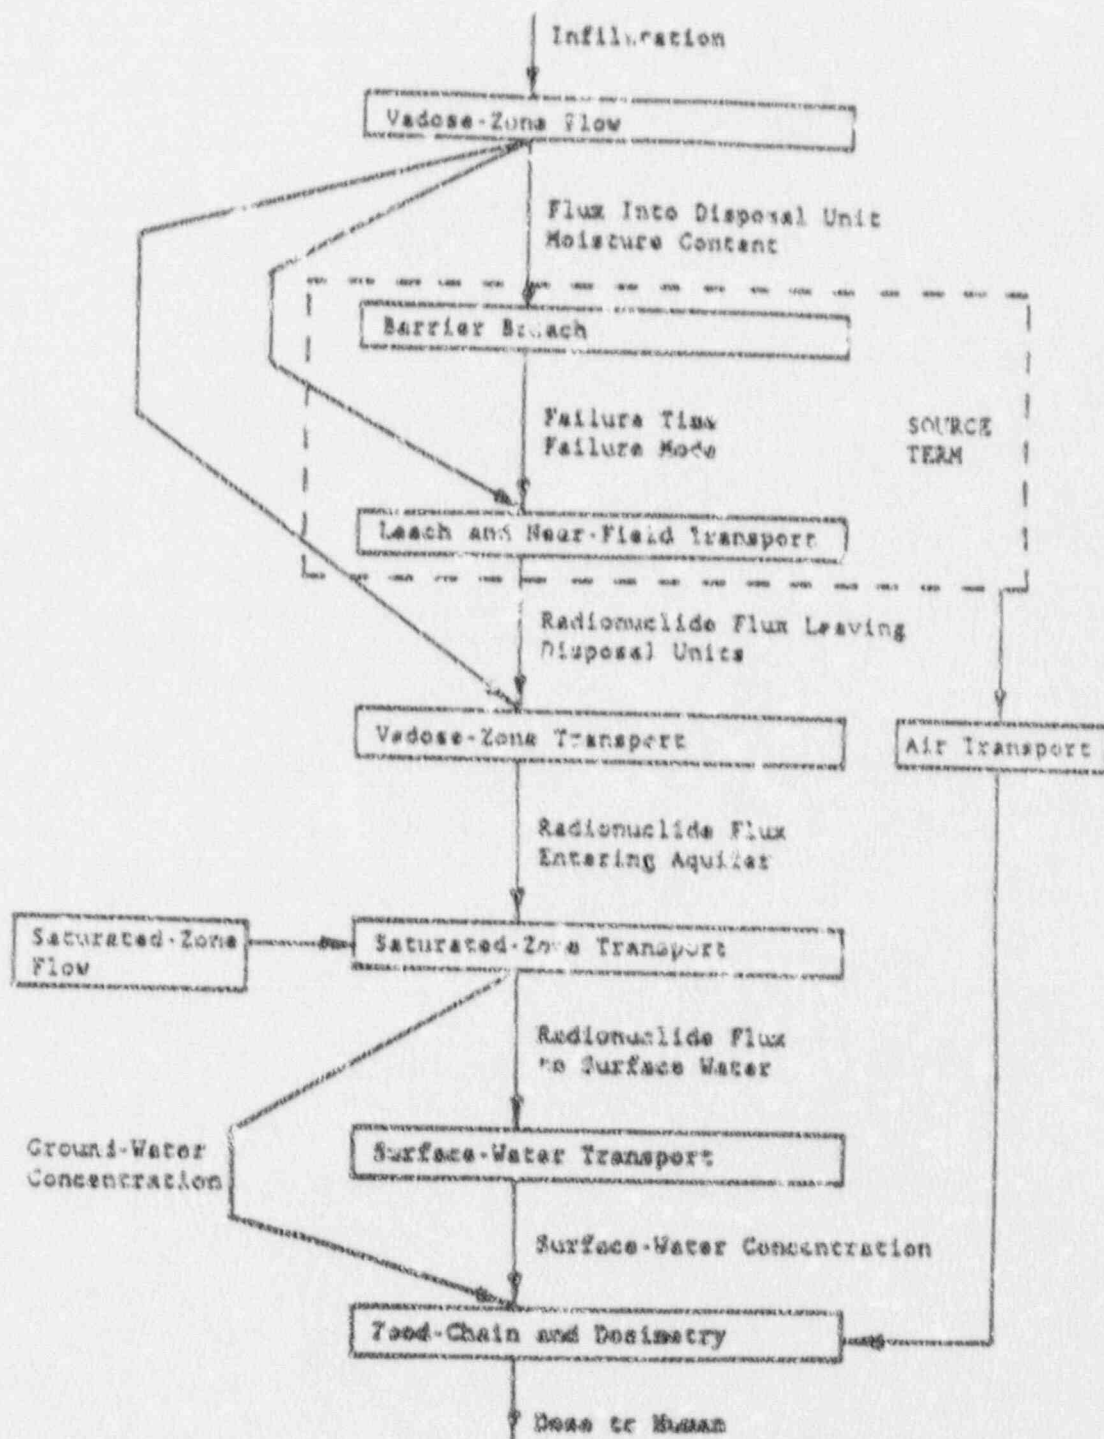 Infiltration
Vadose-Zone Flow
Flux Into Disposal Unit
Moisture Content
Barrier Breach
Failure Time
Failure Mode
SOURCE
TERM
Leach and Near-Field Transport
Radionuclide Flux Leaving
Disposal Units
Vadose-Zone Transport
Air Transport
Radionuclide Flux
Entering Aquifer
Saturated-Zone
Flow
Saturated-Zone Transport
Radionuclide Flux
to Surface Water
Ground-Water
Concentration
Surface-Water Transport
Surface-Water Concentration
Food-Chain and Dosimetry
Dose to Human